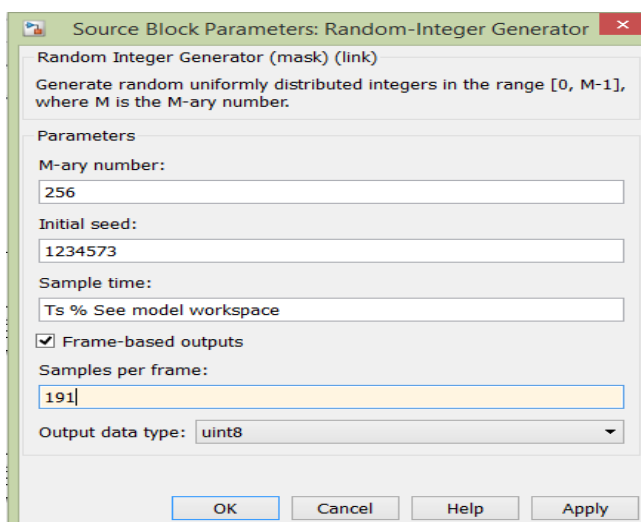 Source Block Parameters: Random-Integer Generator
Random Integer Generator (mask) (link)
Generate random uniformly distributed integers in the range [0, M-1],
where M is the M-ary number.
Parameters
M-ary number:
256
Initial seed:
1234573
Sample time:
Ts % See model workspace
Frame-based outputs
Samples per frame:
191
Output data type: uint8
OK Cancel Help Apply